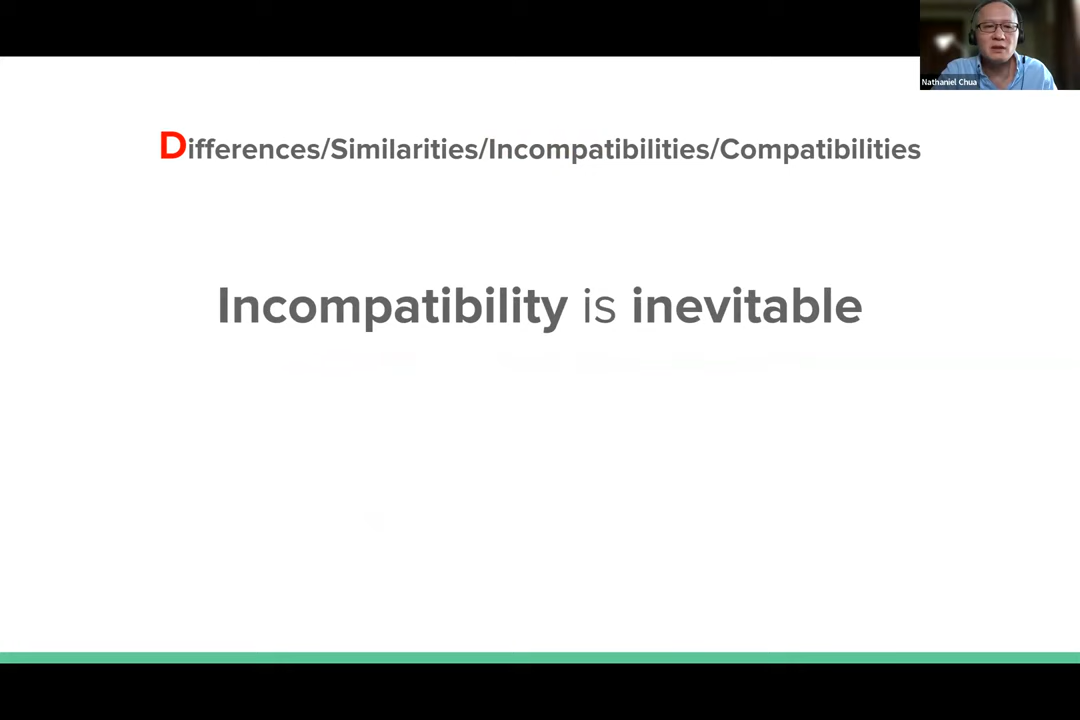 Nathaniel Chua
Differences/Similarities/Incompatibilities/Compatibilities
Incompatibility is inevitable